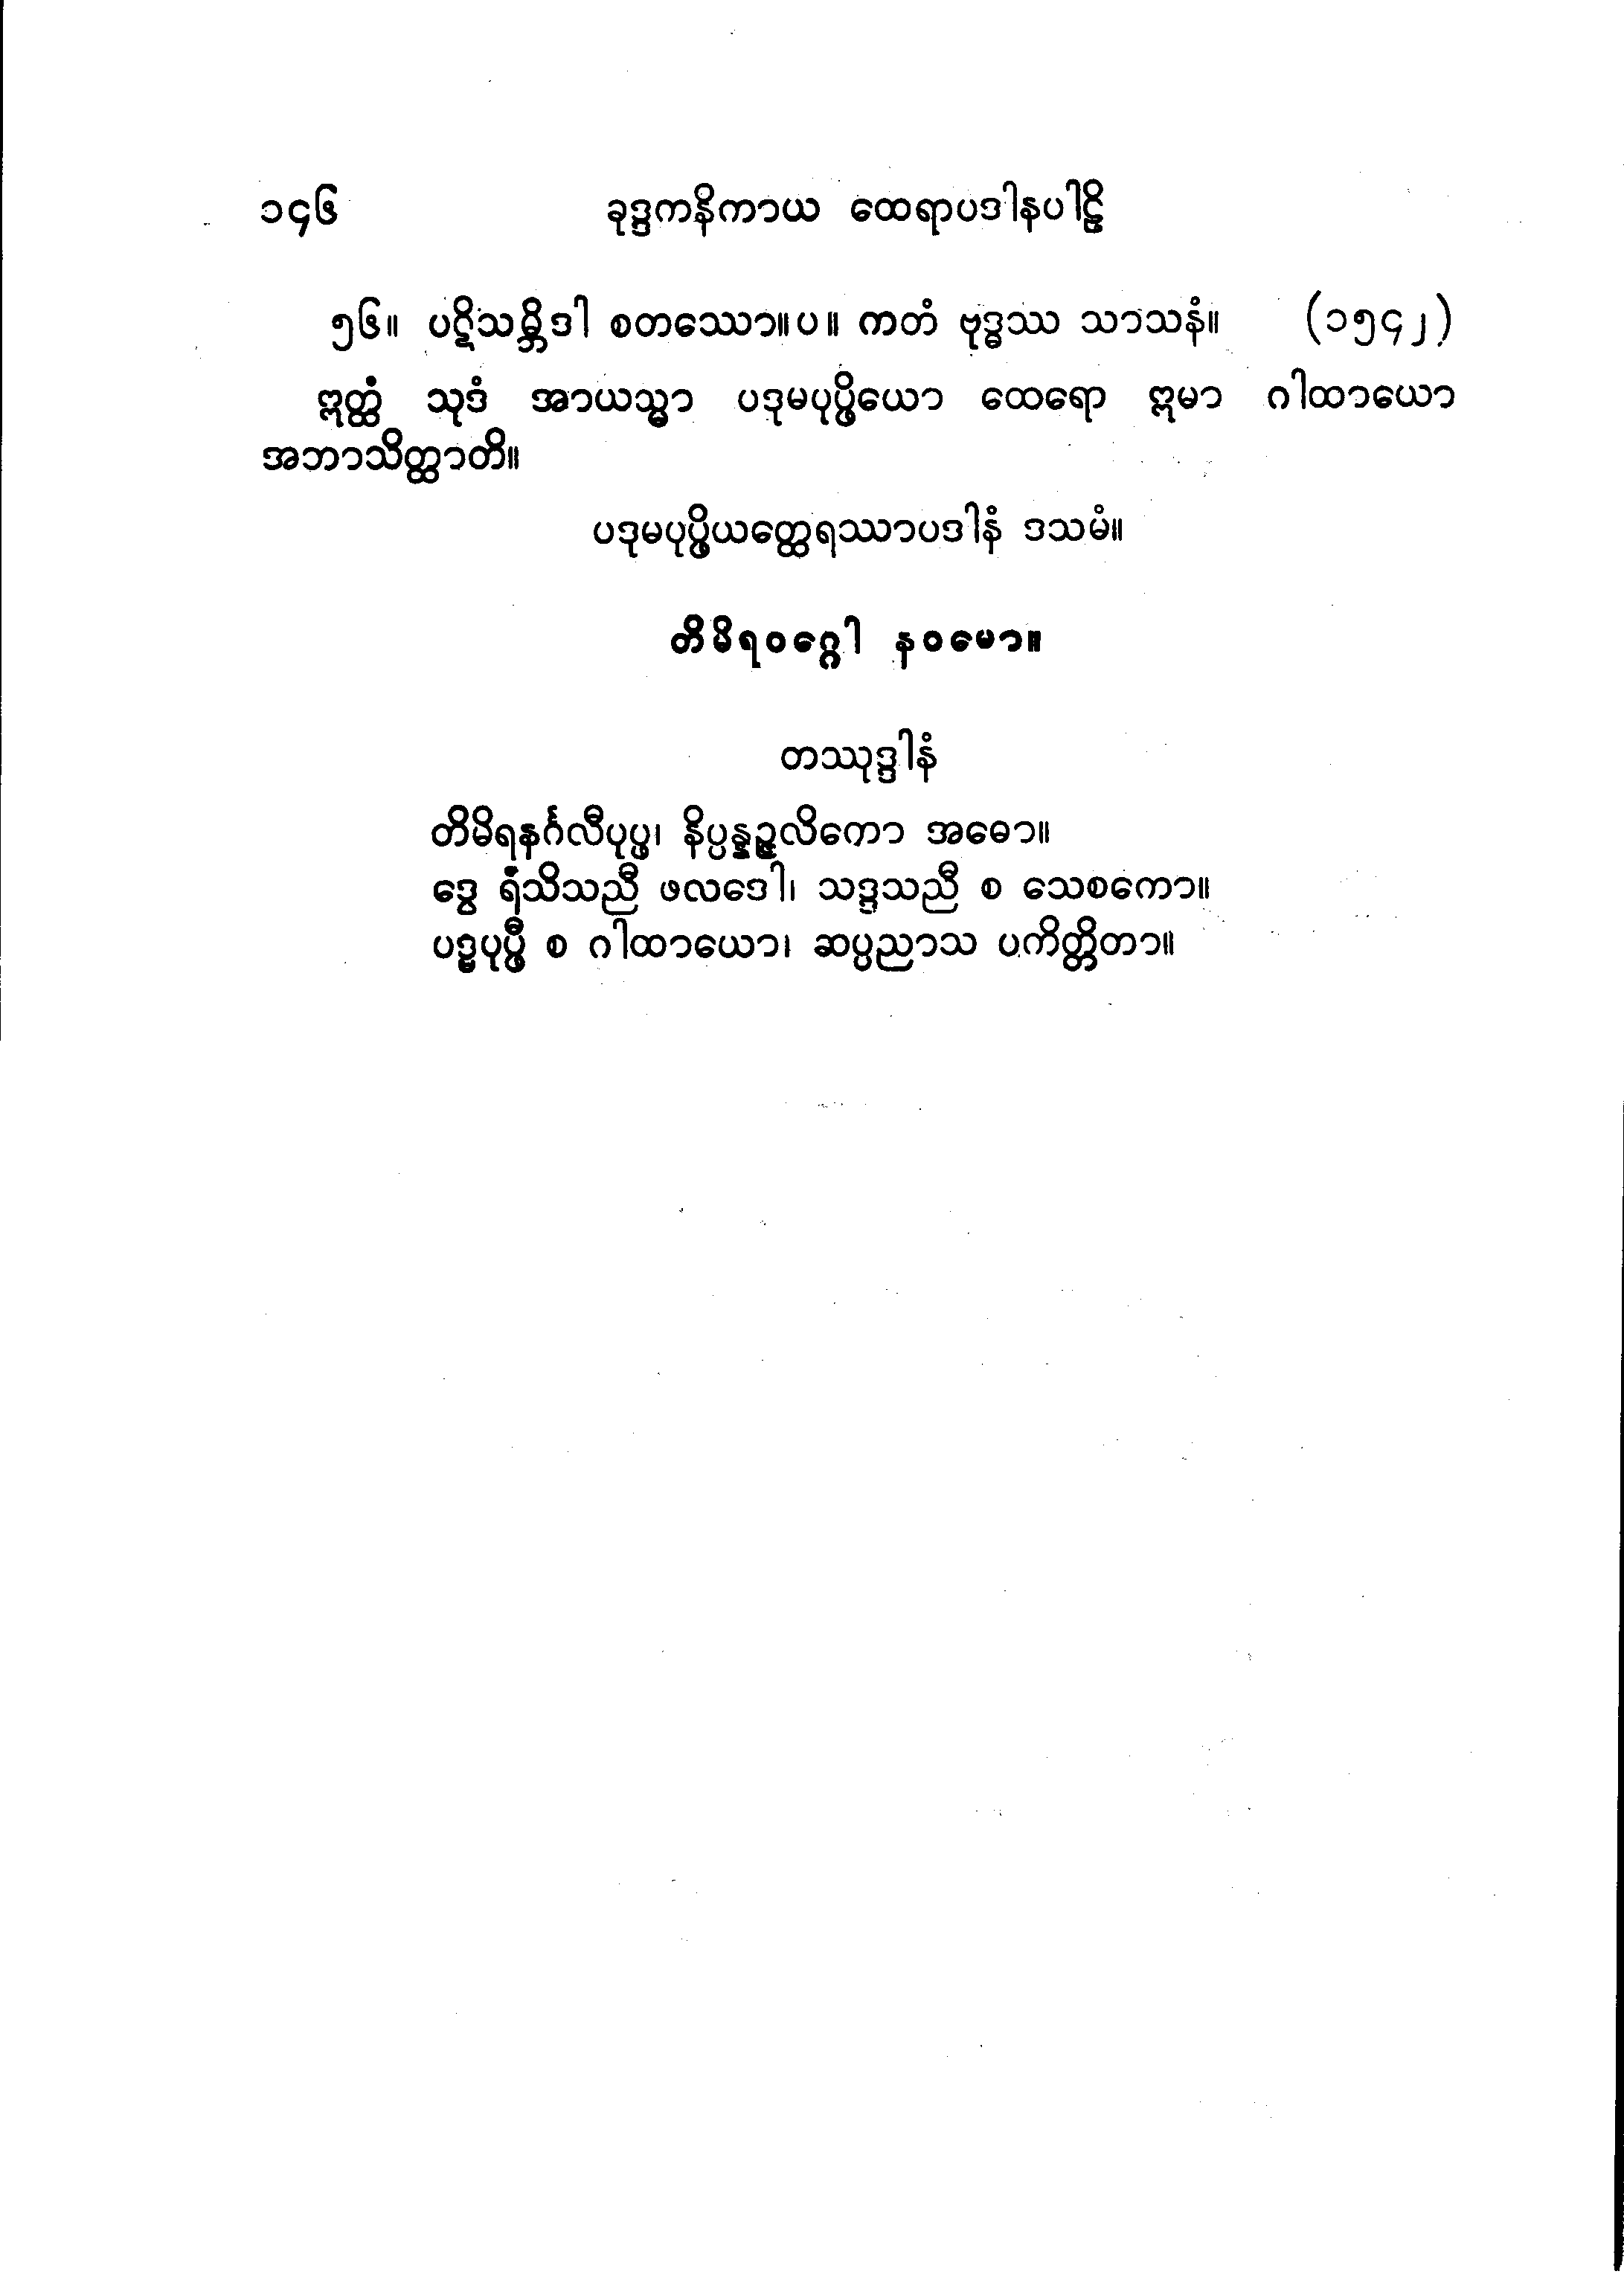 ၁၄၆ ခုဒ္ဒကနိကာယ ထေရာပဒါနပါဠိ
၅၆။ ပဋိသမ္ဘိဒါ စတဿော။ပ။ ကတံ ဗုဒ္ဓဿ သာသနံ။ (၁၅၄၂)
ဣတ္ထံ သုဒံ အာယသ္မာ ပဒုမပုပ္ဖိယော ထေရော ဣမာ ဂါထာယော
အဘာသိတ္ထာတိ။
ပဒုမပုပ္ဖိယတ္ထေရဿာပဒါနံ ဒသမံ။
တိမိရဝဂ္ဂေါ နဝမော။
တဿုဒ္ဒါနံ
တိမိရနင်္ဂလီပုပ္ဖ၊ နိပ္ပန္နဉ္ဇလိကော အဓော။
ဒွေ ရံသိသညီ ဖလဒေါ၊ သဒ္ဒသညီ စ သေစကော။
ပဒ္မပုပ္ဖီ စ ဂါထာယော၊ ဆပ္ပညာသ ပကိတ္တိတာ။